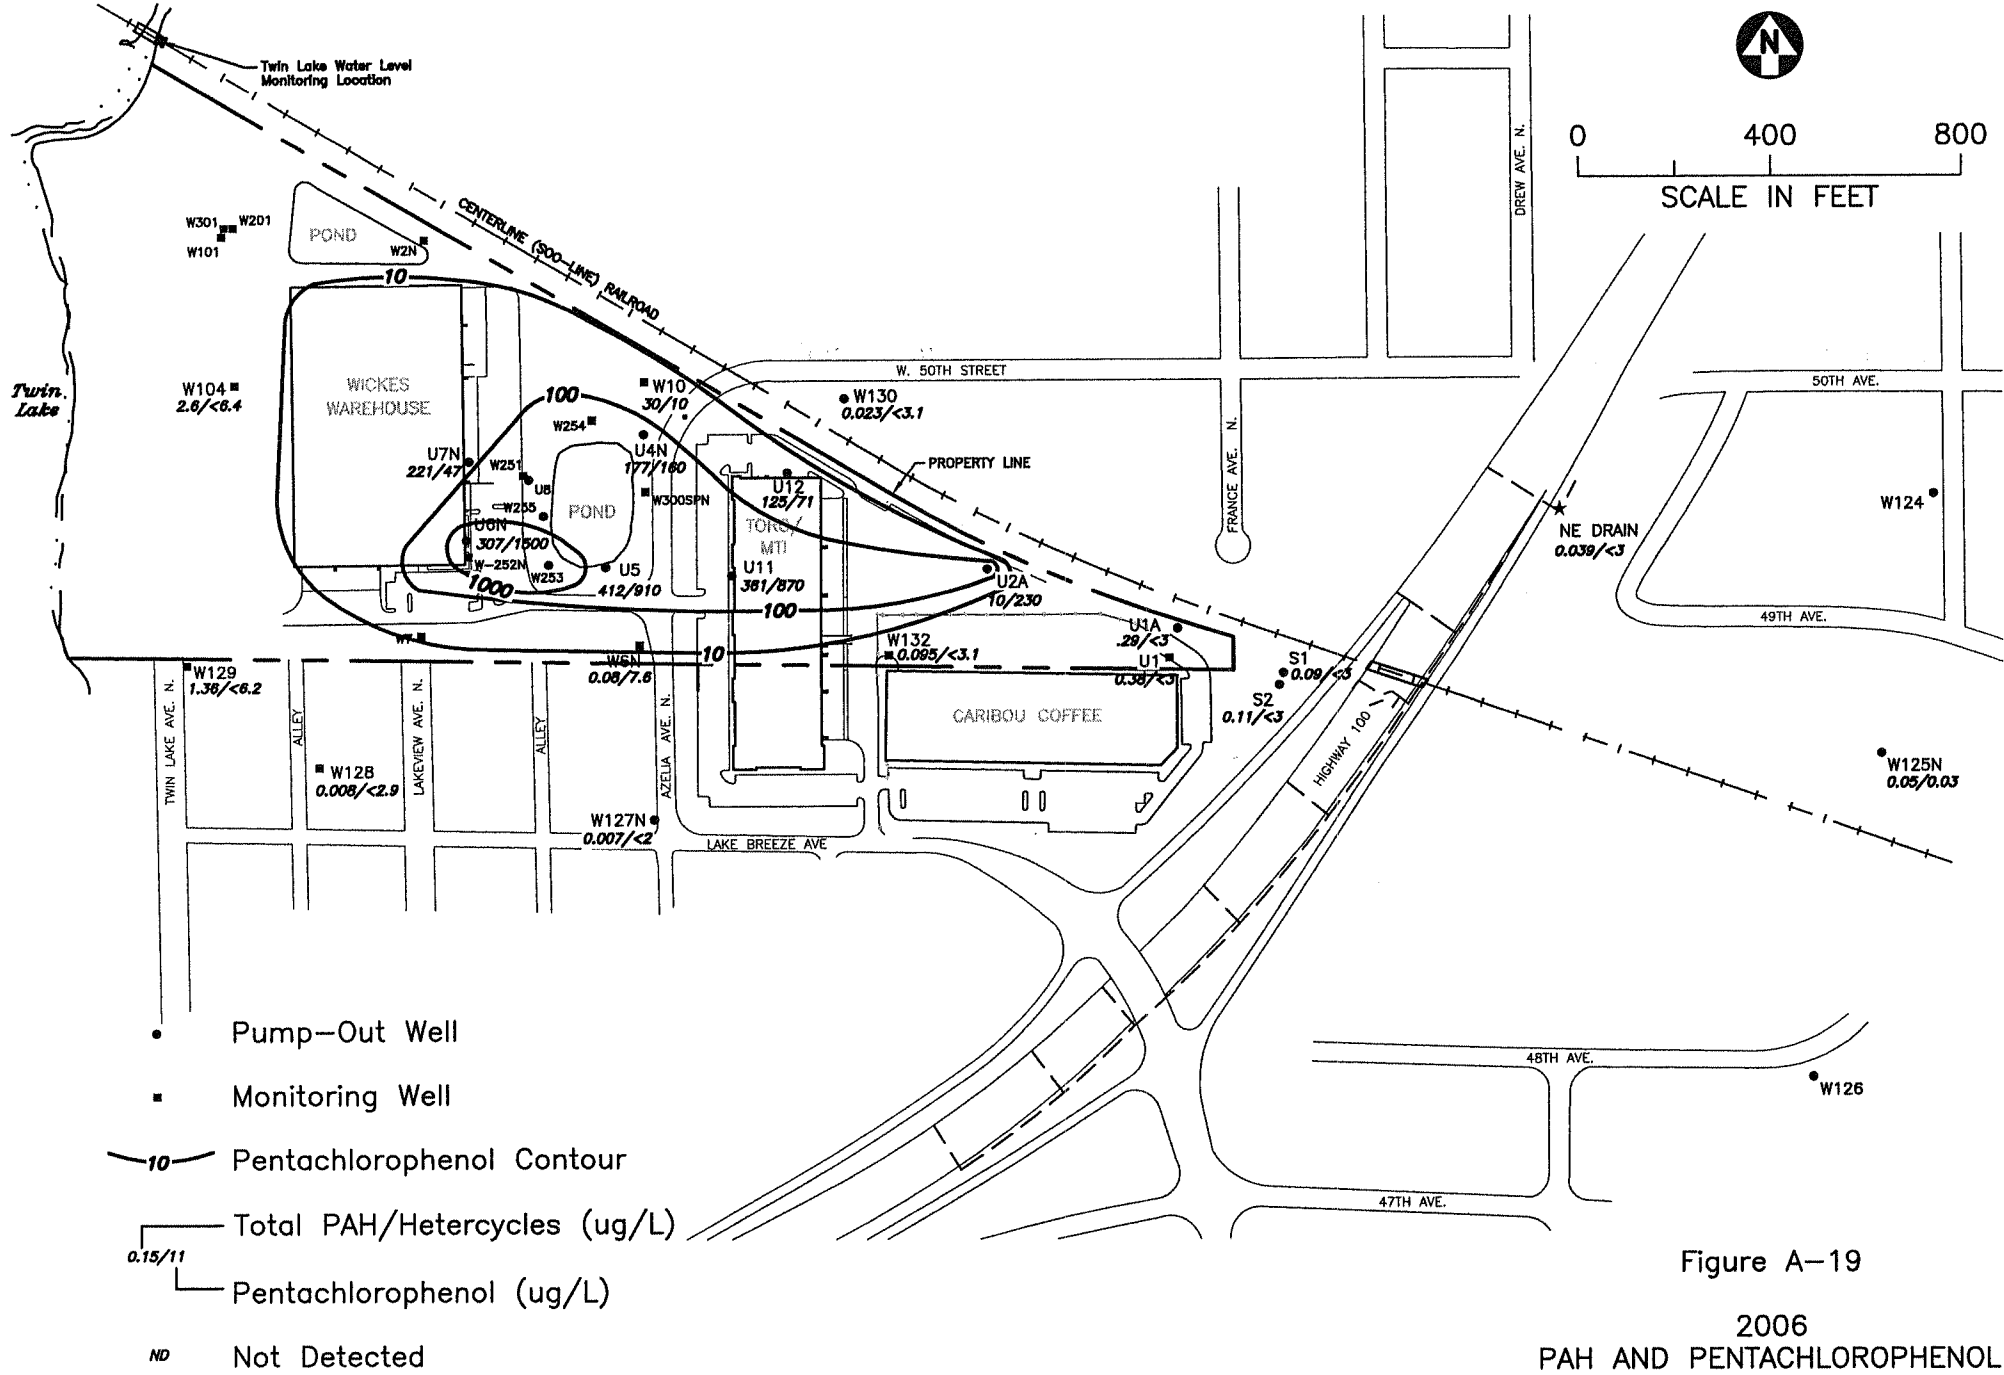 Twin Lake Water Level
Monitoring Location
N
0 400 800
SCALE IN FEET
DREW AVE. N.
CENTERLINE (SOO-LINE) RAILROAD
W301
W201
W101
POND
W2N
10
Twin
Lake
W104
2.6/<6.4
WICKES
WAREHOUSE
100
W10
30/10
W254
U4N
177/160
W130
0.023/<3.1
W. 50TH STREET
FRANCE AVE. N.
50TH AVE.
PROPERTY LINE
U7N
221/47
W251
U8
W255
POND
W300SPN
U12
125/71
TORO/
MTI
W124
NE DRAIN
0.039/<3
U6N
307/1500
W-252N
W253
1000
U5
412/910
U11
361/870
100
U2A
10/230
49TH AVE.
W7
W6N
0.08/7.6
10
W132
0.095/<3.1
U1A
.29/<3
U1
0.38/<3
S1
0.09/<3
S2
0.11/<3
W129
1.36/<6.2
TWIN LAKE AVE. N.
ALLEY
LAKEVIEW AVE. N.
ALLEY
AZELIA AVE. N.
CARIBOU COFFEE
HIGHWAY 100
W125N
0.05/0.03
W128
0.008/<2.9
W127N
0.007/<2
LAKE BREEZE AVE
48TH AVE.
W126
47TH AVE.
Pump-Out Well
Monitoring Well
10 Pentachlorophenol Contour
Total PAH/Hetercycles (ug/L)
0.15/11
Pentachlorophenol (ug/L)
ND Not Detected
Figure A-19
2006
PAH AND PENTACHLOROPHENOL